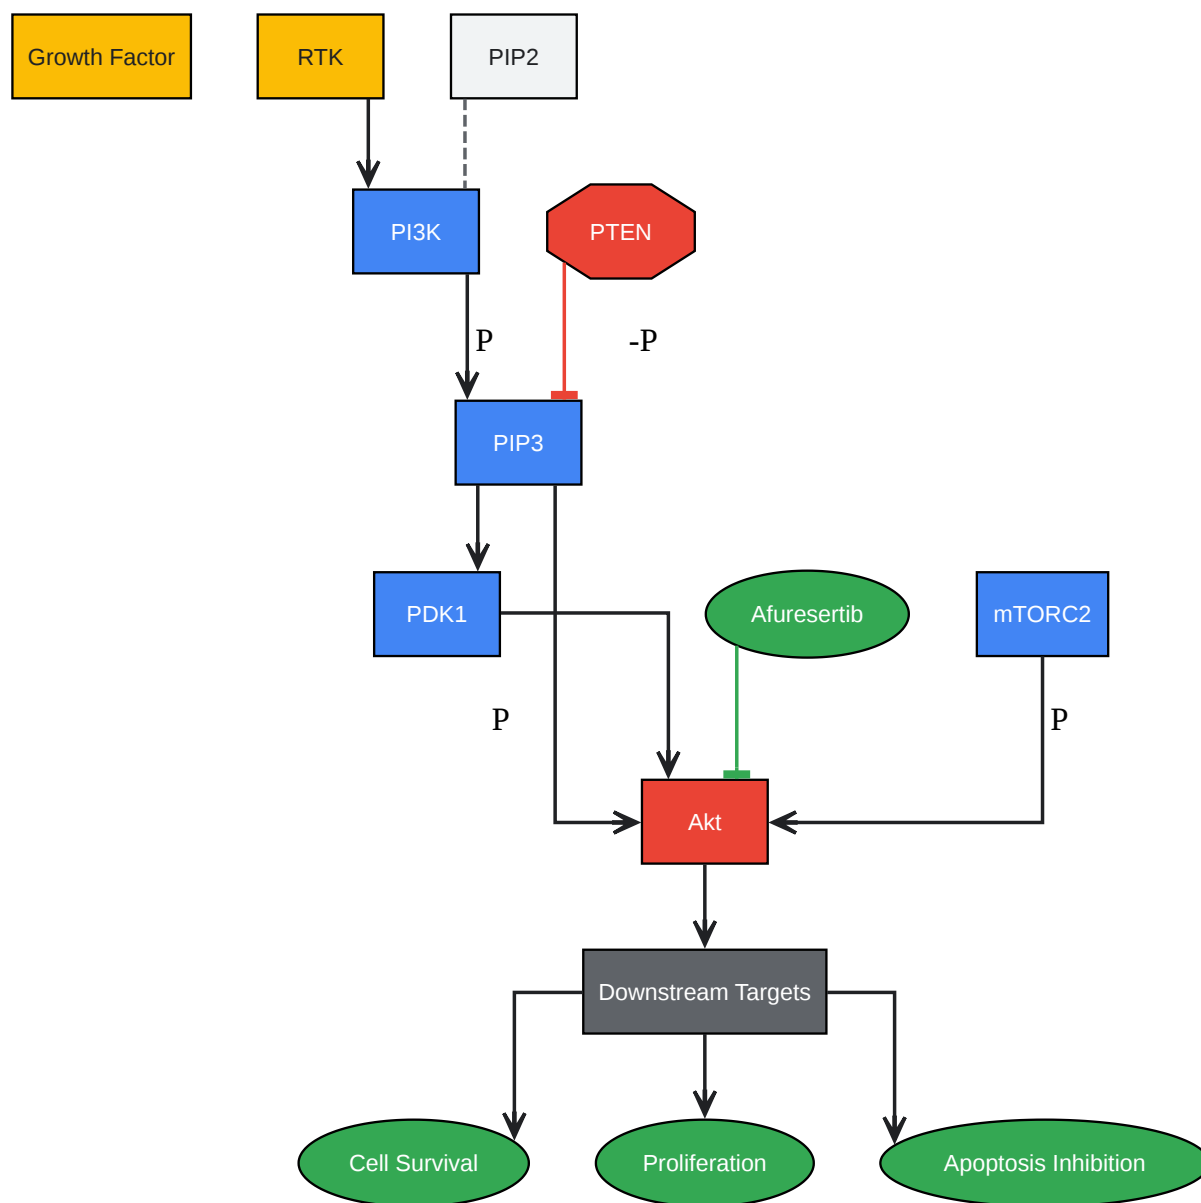 Growth Factor
RTK
PIP2
PI3K
PTEN
P
-P
PIP3
PDK1
Afuresertib
mTORC2
P
P
Akt
Downstream Targets
Cell Survival
Proliferation
Apoptosis Inhibition